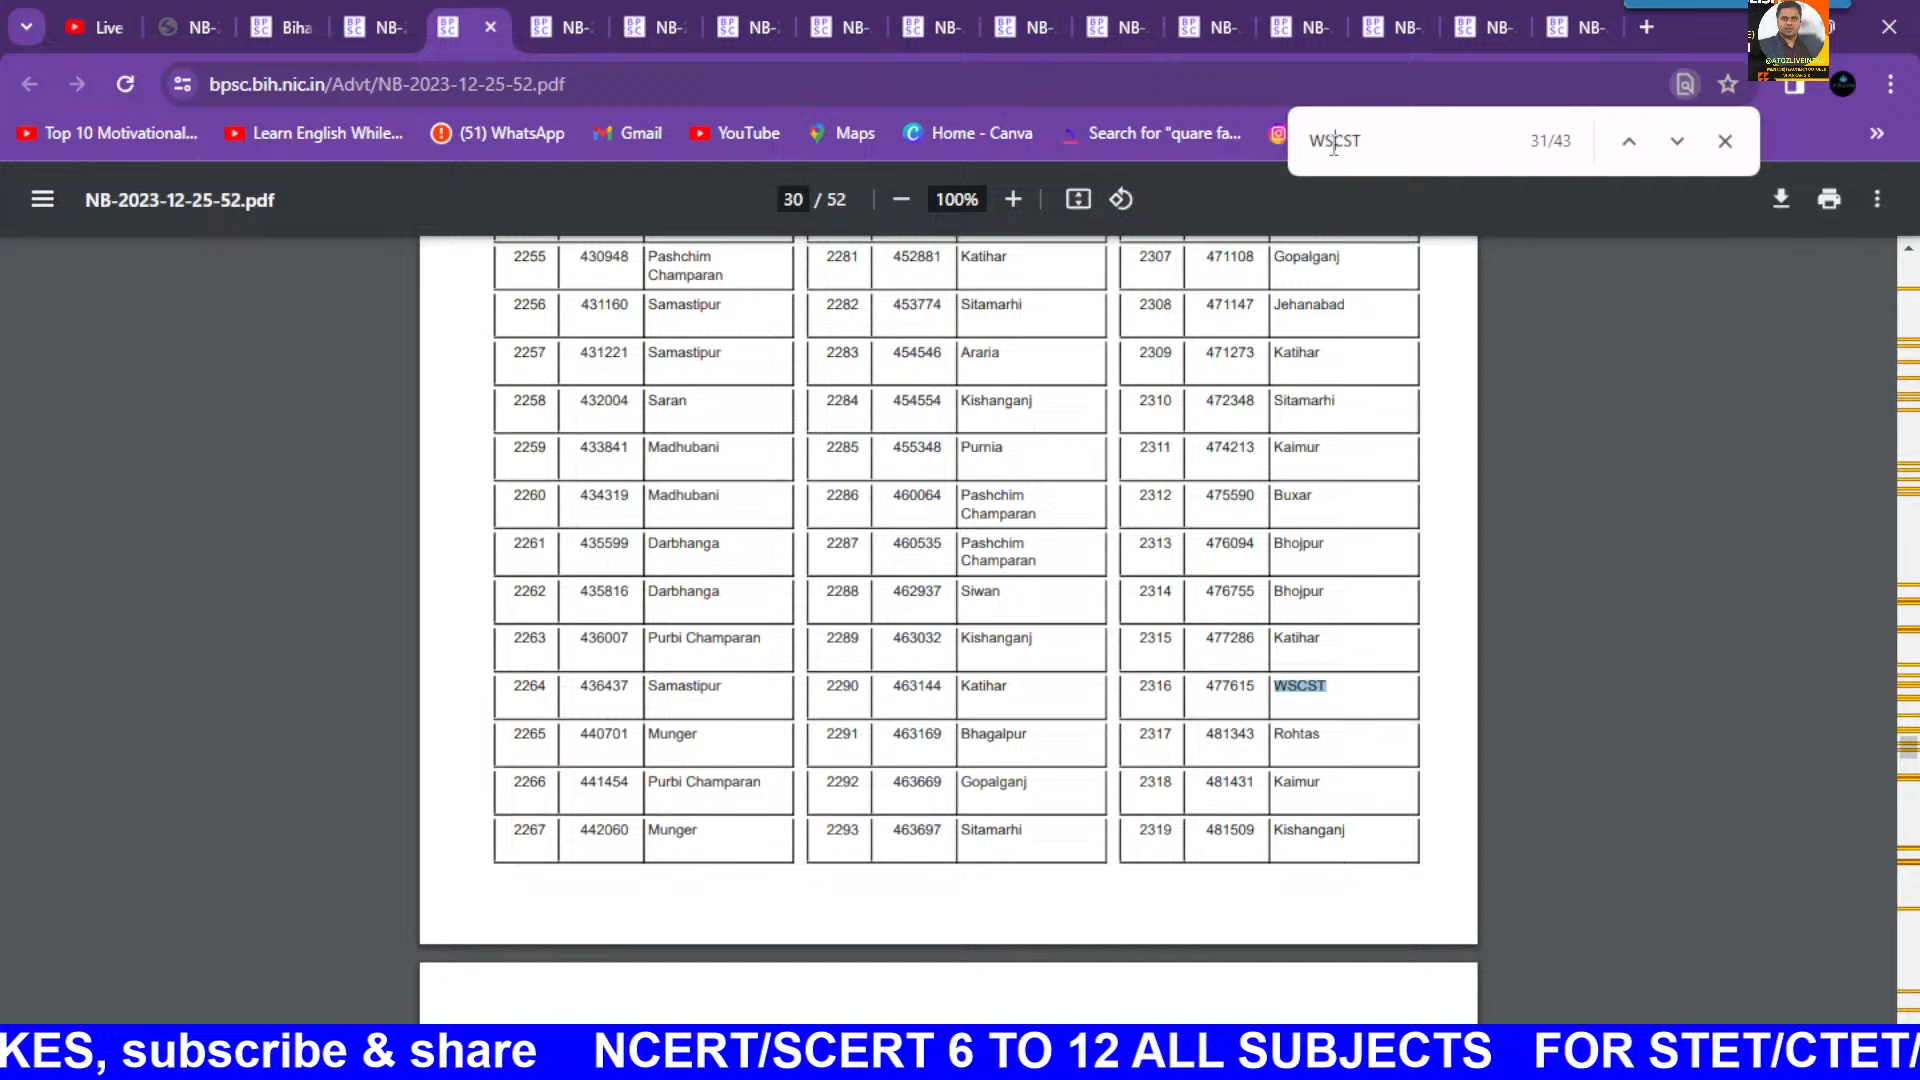 Live
NB-
Biha
NB-
NB-
NB-
NB-
NB-
NB-
NB-
NB-
NB-
NB-
NB-
NB-
NB-
@ATOZLIVEINDIA
bpsc.bih.nic.in/Advt/NB-2023-12-25-52.pdf
Top 10 Motivational...
Learn English While...
(51) WhatsApp
Gmail
YouTube
Maps
Home - Canva
Search for "quare fa...
WSCST 31/43
NB-2023-12-25-52.pdf
30 / 52
100%
2255 430948 Pashchim Champaran 2281 452881 Katihar 2307 471108 Gopalganj
2256 431160 Samastipur 2282 453774 Sitamarhi 2308 471147 Jehanabad
2257 431221 Samastipur 2283 454546 Araria 2309 471273 Katihar
2258 432004 Saran 2284 454554 Kishanganj 2310 472348 Sitamarhi
2259 433841 Madhubani 2285 455348 Purnia 2311 474213 Kaimur
2260 434319 Madhubani 2286 460064 Pashchim Champaran 2312 475590 Buxar
2261 435599 Darbhanga 2287 460535 Pashchim Champaran 2313 476094 Bhojpur
2262 435816 Darbhanga 2288 462937 Siwan 2314 476755 Bhojpur
2263 436007 Purbi Champaran 2289 463032 Kishanganj 2315 477286 Katihar
2264 436437 Samastipur 2290 463144 Katihar 2316 477615 WSCST
2265 440701 Munger 2291 463169 Bhagalpur 2317 481343 Rohtas
2266 441454 Purbi Champaran 2292 463669 Gopalganj 2318 481431 Kaimur
2267 442060 Munger 2293 463697 Sitamarhi 2319 481509 Kishanganj
KES, subscribe & share NCERT/SCERT 6 TO 12 ALL SUBJECTS FOR STET/CTET/